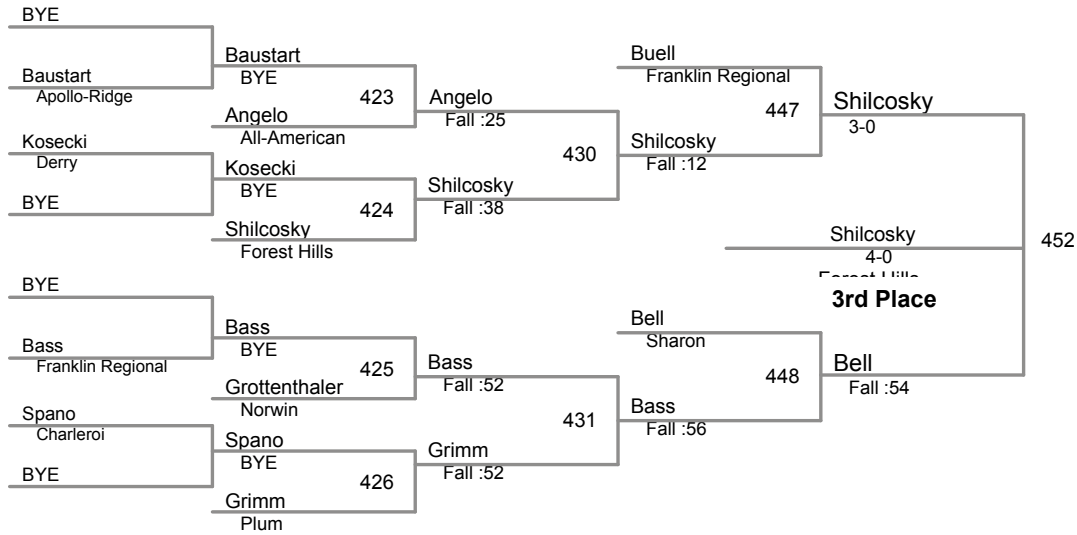 BYE
Baustart
Apollo-Ridge
Kosecki
Derry
BYE
BYE
Bass
Franklin Regional
Spano
Charleroi
BYE
Baustart
BYE
423
Angelo
All-American
Kosecki
BYE
424
Shilcosky
Forest Hills
Bass
BYE
425
Grottenthaler
Norwin
Spano
BYE
426
Grimm
Plum
Angelo
Fall :25
430
Shilcosky
Fall :38
Bass
Fall :52
431
Grimm
Fall :52
Buell
Franklin Regional
447
Shilcosky
Fall :12
Bell
Sharon
448
Bass
Fall :56
Shilcosky
3-0
Shilcosky
4-0
Forest Hills
3rd Place
452
Bell
Fall :54